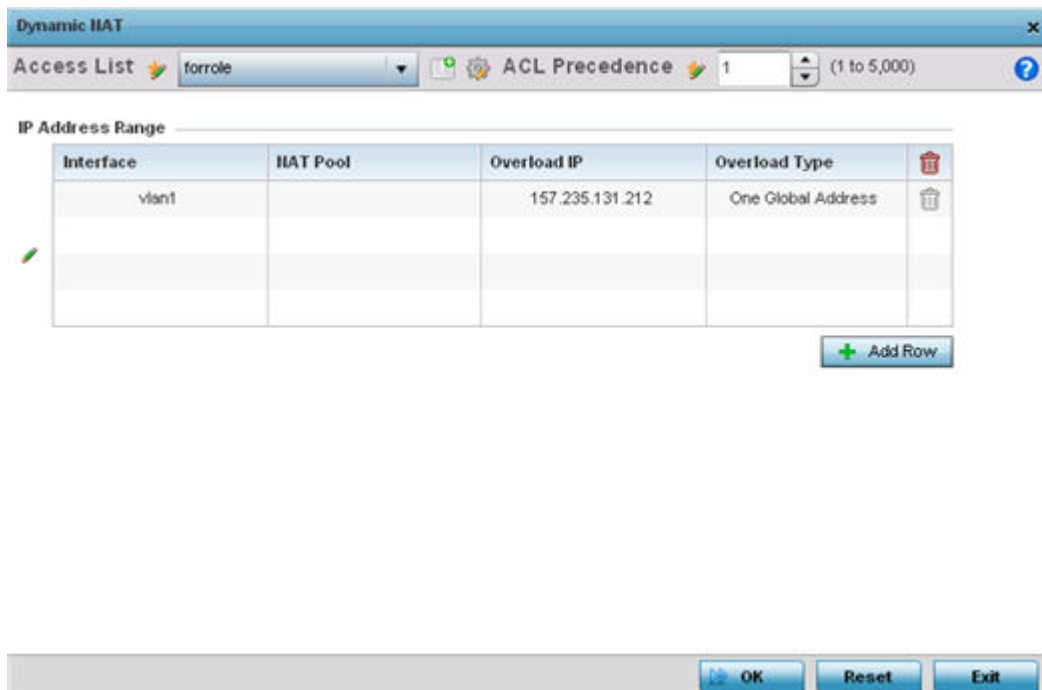 Dynamic NAT
Access List forrole ACL Precedence 1 (1 to 5,000)
IP Address Range
Interface NAT Pool Overload IP Overload Type
vlan1 157.235.131.212 One Global Address
Add Row
OK Reset Exit